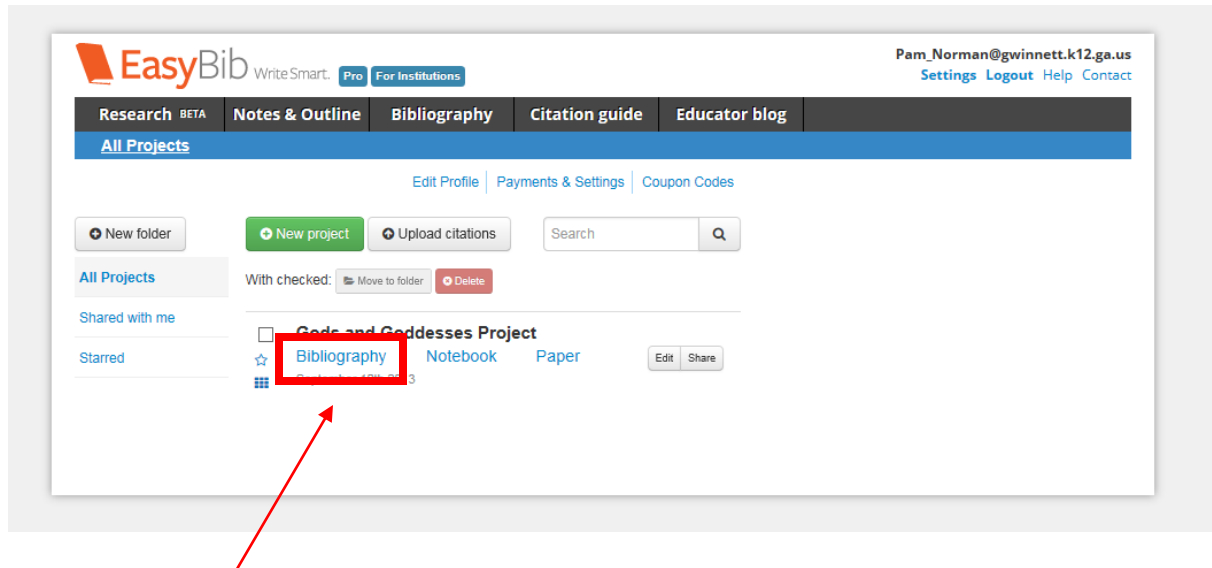 EasyBib Write Smart. Pro For Institutions
Pam_Norman@gwinnett.k12.ga.us
Settings Logout Help Contact
Research BETA Notes & Outline Bibliography Citation guide Educator blog
All Projects
Edit Profile Payments & Settings Coupon Codes
New folder New project Upload citations Search
All Projects
With checked: Move to folder Delete
Shared with me
Starred
Gods and Goddesses Project
Bibliography Notebook Paper Edit Share
September